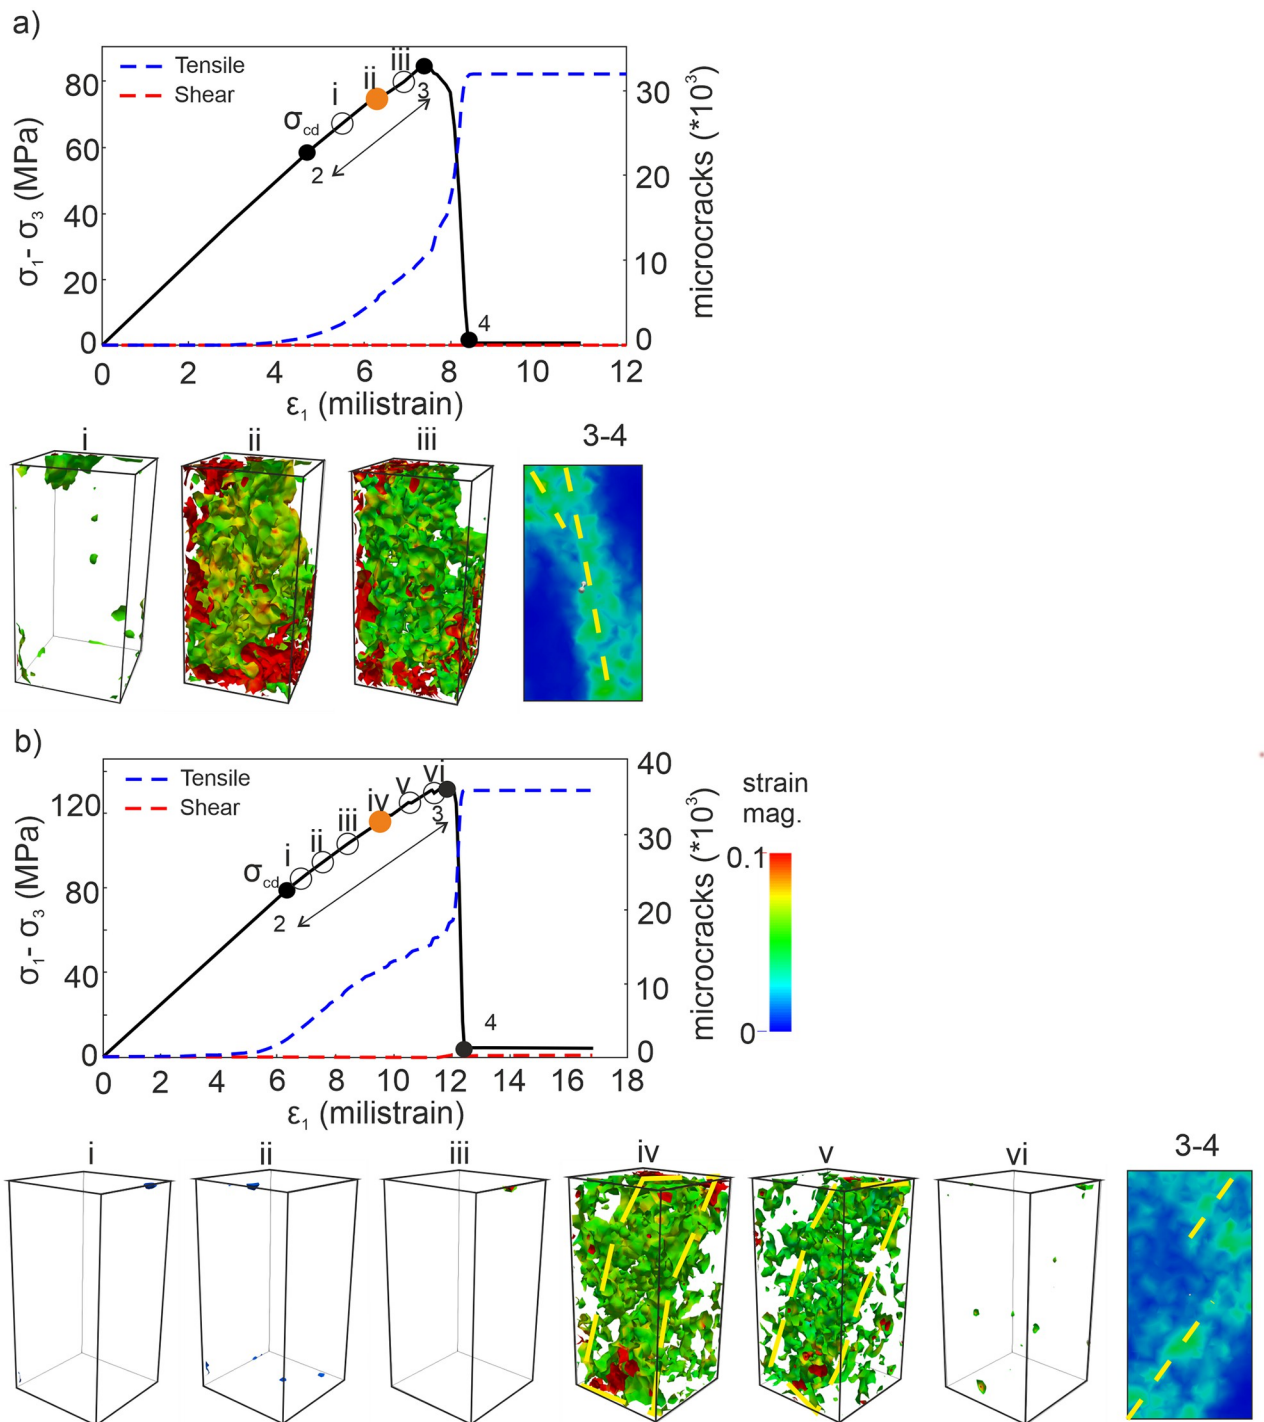 a)
Tensile
Shear
σ1- σ3 (MPa)
microcracks (*10³)
80
60
40
20
0
30
20
10
0
σcd
i
ii
iii
2
3
4
0 2 4 6 8 10 12
ε1 (milistrain)
i ii iii 3-4
b)
Tensile
Shear
σ1- σ3 (MPa)
microcracks (*10³)
120
80
40
0
40
30
20
10
0
σcd
i
ii
iii
iv
v
vi
2
3
4
0 2 4 6 8 10 12 14 16 18
ε1 (milistrain)
strain
mag.
0.1
0
i ii iii iv v vi 3-4